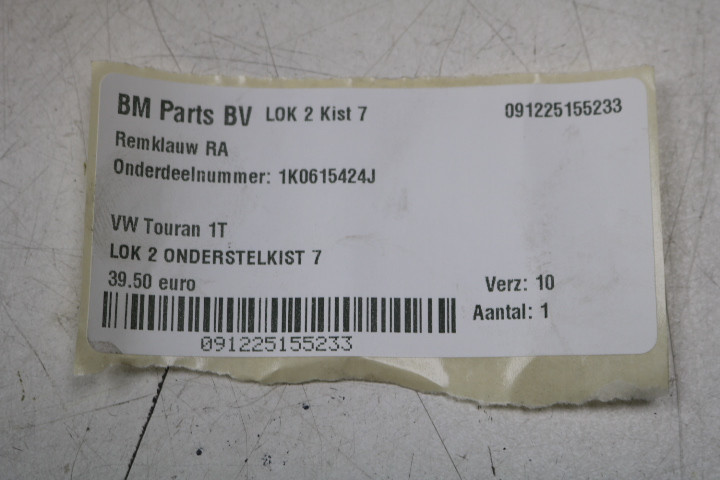 BM Parts BV LOK 2 Kist 7 091225155233
Remklauw RA
Onderdeelnummer: 1K0615424J
VW Touran 1T
LOK 2 ONDERSTELKIST 7
39.50 euro Verz: 10
Aantal: 1
091225155233